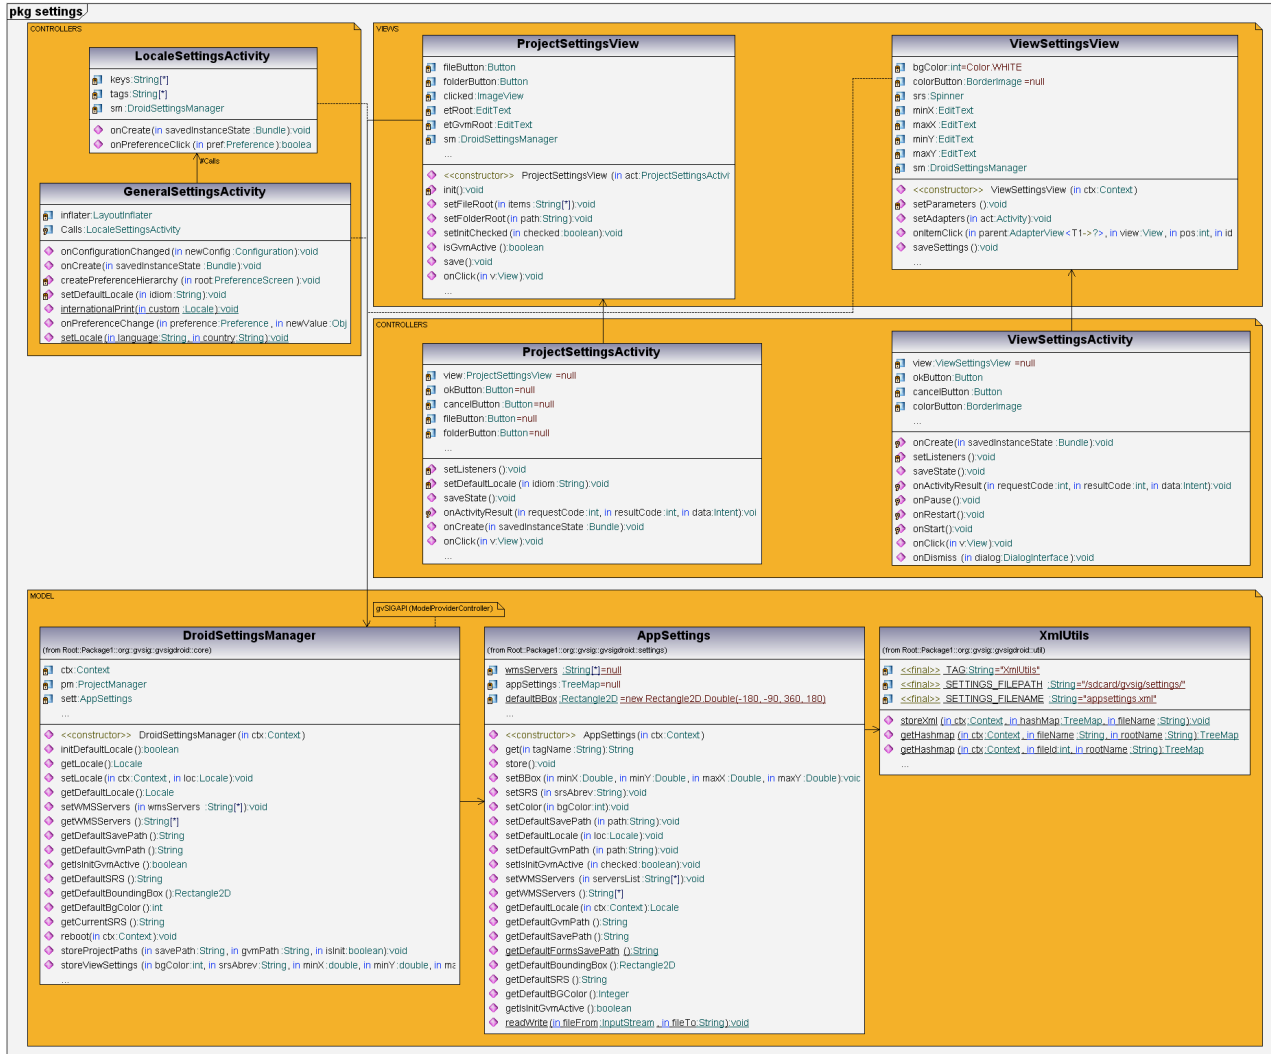 pkg settings
CONTROLLERS
LocaleSettingsActivity
keys:String[*]
tags:String[*]
sm:DroidSettingsManager
onCreate(in savedInstanceState :Bundle):void
onPreferenceClick (in pref:Preference ):boolea
#Calls
GeneralSettingsActivity
inflater:LayoutInflater
Calls:LocaleSettingsActivity
onConfigurationChanged(in newConfig :Configuration):void
onCreate(in savedInstanceState :Bundle):void
createPreferenceHierarchy (in root:PreferenceScreen ):void
setDefaultLocale (in idiom:String):void
internationalPrint(in custom :Locale):void
onPreferenceChange (in preference:Preference , in newValue:Obj
setLocale (in language:String, in country:String):void
VIEWS
ProjectSettingsView
fileButton:Button
folderButton:Button
clicked:ImageView
etRoot:EditText
etGvmRoot:EditText
sm:DroidSettingsManager
...
<<constructor>> ProjectSettingsView (in act:ProjectSettingsActivi
init():void
setFileRoot(in items :String[*]):void
setFolderRoot(in path:String):void
setInitChecked (in checked:boolean):void
isGvmActive ():boolean
save():void
onClick(in v:View):void
...
ViewSettingsView
bgColor:int=Color.WHITE
colorButton:BorderImage =null
srs:Spinner
minX:EditText
maxX:EditText
minY:EditText
maxY:EditText
sm:DroidSettingsManager
<<constructor>> ViewSettingsView (in ctx:Context)
setParameters ():void
setAdapters(in act:Activity):void
onItemClick (in parent:AdapterView<T1->?>, in view:View, in pos:int, in id
saveSettings ():void
...
CONTROLLERS
ProjectSettingsActivity
view:ProjectSettingsView =null
okButton:Button=null
cancelButton :Button=null
fileButton:Button=null
folderButton:Button=null
...
setListeners ():void
setDefaultLocale (in idiom:String):void
saveState():void
onActivityResult (in requestCode:int, in resultCode:int, in data:Intent):voi
onCreate(in savedInstanceState :Bundle):void
onClick(in v:View):void
...
ViewSettingsActivity
view:ViewSettingsView =null
okButton:Button
cancelButton :Button
colorButton:BorderImage
...
onCreate(in savedInstanceState :Bundle):void
setListeners ():void
saveState():void
onActivityResult (in requestCode:int, in resultCode:int, in data:Intent):void
onPause():void
onRestart():void
onStart():void
onClick(in v:View):void
onDismiss (in dialog:DialogInterface ):void
MODEL
gvSIGAPI (ModelProviderController)
DroidSettingsManager
(from Root::Package1::org::gvsig::gvsigdroid::core)
ctx:Context
pm:ProjectManager
sett:AppSettings
...
<<constructor>> DroidSettingsManager (in ctx:Context)
initDefaultLocale():boolean
getLocale():Locale
setLocale(in ctx:Context, in loc:Locale):void
getDefaultLocale():Locale
setWMSServers (in wmsServers :String[*]):void
getWMSServers ():String[*]
getDefaultSavePath ():String
getDefaultGvmPath ():String
getIsInitGvmActive ():boolean
getDefaultSRS ():String
getDefaultBoundingBox ():Rectangle2D
getDefaultBgColor():int
getCurrentSRS ():String
reboot(in ctx:Context):void
storeProjectPaths (in savePath:String, in gvmPath :String, in isInit:boolean):void
storeViewSettings (in bgColor:int, in srsAbrev:String, in minX:double, in minY:double, in ma
...
AppSettings
(from Root::Package1::org::gvsig::gvsigdroid::settings)
wmsServers :String[*]=null
appSettings:TreeMap=null
defaultBBox:Rectangle2D =new Rectangle2D.Double(-180, -90, 360, 180)
...
<<constructor>> AppSettings(in ctx:Context)
get(in tagName:String):String
store():void
setBBox (in minX:Double, in minY:Double, in maxX:Double, in maxY:Double):voic
setSRS (in srsAbrev:String):void
setColor(in bgColor:int):void
setDefaultSavePath (in path:String):void
setDefaultLocale (in loc:Locale):void
setDefaultGvmPath (in path:String):void
setIsInitGvmActive (in checked:boolean):void
setWMSServers (in serversList:String[*]):void
getWMSServers ():String[*]
getDefaultLocale(in ctx:Context):Locale
getDefaultGvmPath ():String
getDefaultSavePath ():String
getDefaultFormsSavePath ():String
getDefaultBoundingBox ():Rectangle2D
getDefaultSRS ():String
getDefaultBGColor():Integer
getIsInitGvmActive ():boolean
readWrite(in fileFrom:InputStream , in fileTo:String):void
XmlUtils
(from Root::Package1::org::gvsig::gvsigdroid::util)
<<final>> TAG:String="XmlUtils"
<<final>> SETTINGS_FILEPATH :String="/sdcard/gvsig/settings/"
<<final>> SETTINGS_FILENAME :String="appsettings.xml"
storeXml (in ctx:Context, in hashMap:TreeMap, in fileName:String):void
getHashmap (in ctx:Context, in fileName:String, in rootName:String):TreeMap
getHashmap (in ctx:Context, in fileId:int, in rootName:String):TreeMap
...